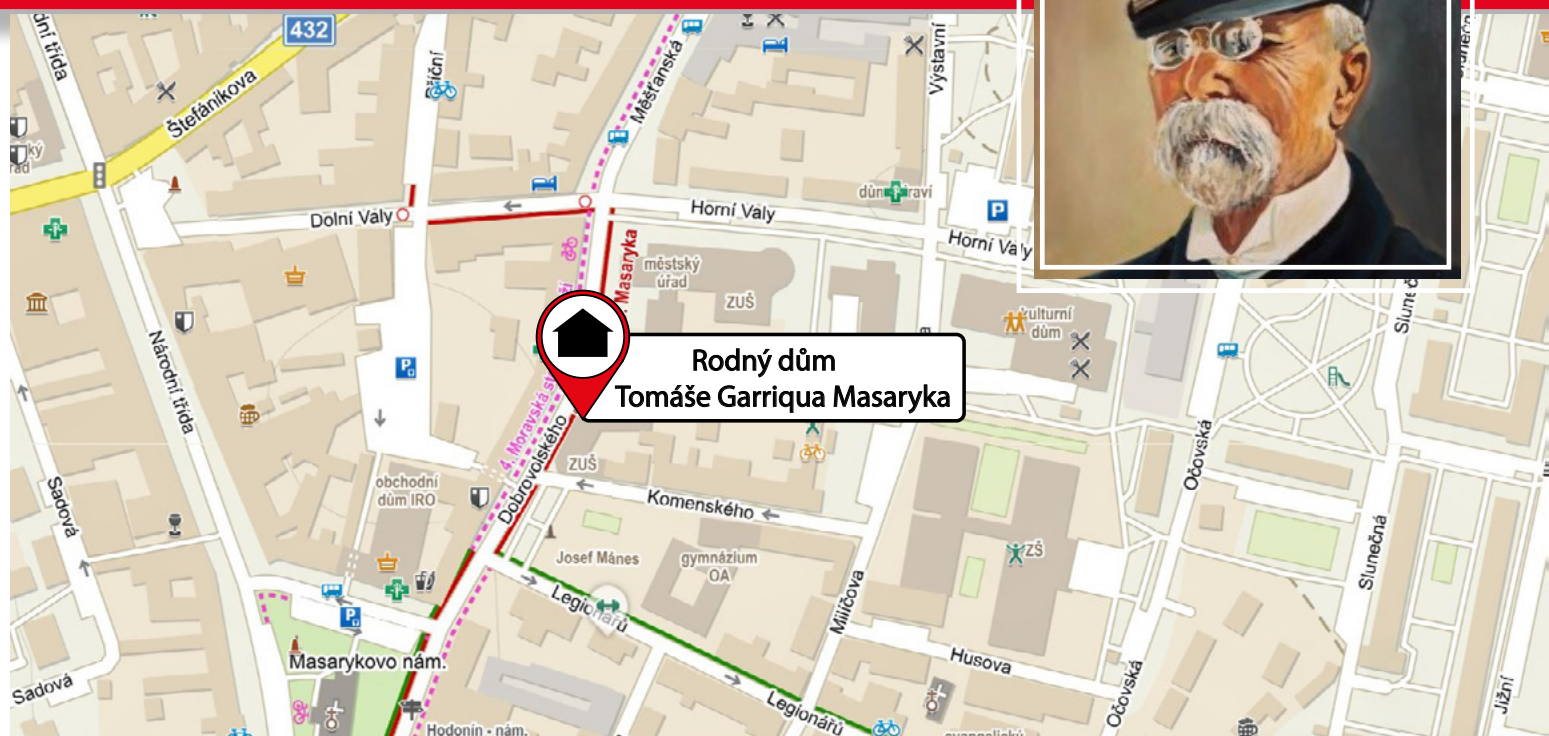 432
Štefánikova
Měšťanská
Výstavní
Dolní Valy
Horní Valy
Horní Valy
Masaryka
městský
úřad
ZUŠ
kulturní
dům
Rodný dům
Tomáše Garriqua Masaryka
Národní třída
4. Moravská st
Dobrovolského
ZUŠ
obchodní
dům IRO
Komenského
Josef Mánes
gymnázium
OA
ZŠ
Legionářů
Legionářů
Miličova
Husova
Očovská
Očovská
Slunečná
Jižní
Sadová
Sadová
Masarykovo nám.
Hodonín - nám.
P
P
P